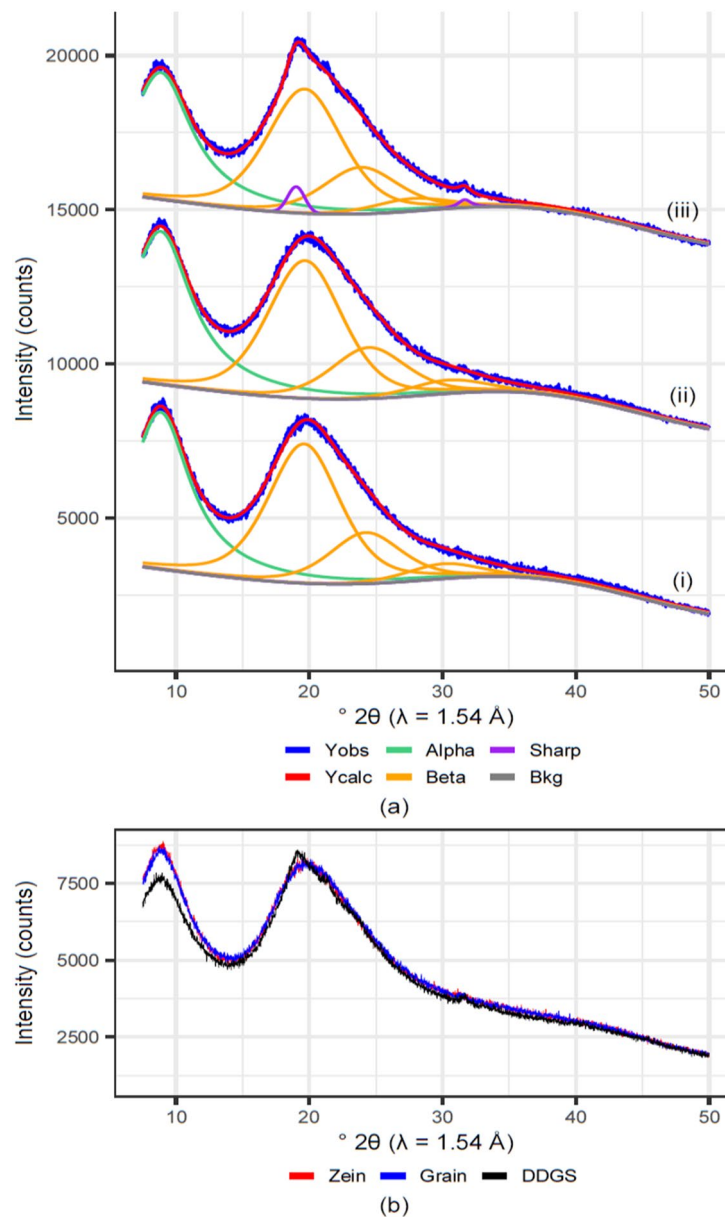 20000
15000
10000
5000
Intensity (counts)
(iii)
(ii)
(i)
10 20 30 40 50
° 2θ (λ = 1.54 Å)
Yobs Alpha Sharp
Ycalc Beta Bkg
(a)
7500
5000
2500
Intensity (counts)
10 20 30 40 50
° 2θ (λ = 1.54 Å)
Zein Grain DDGS
(b)